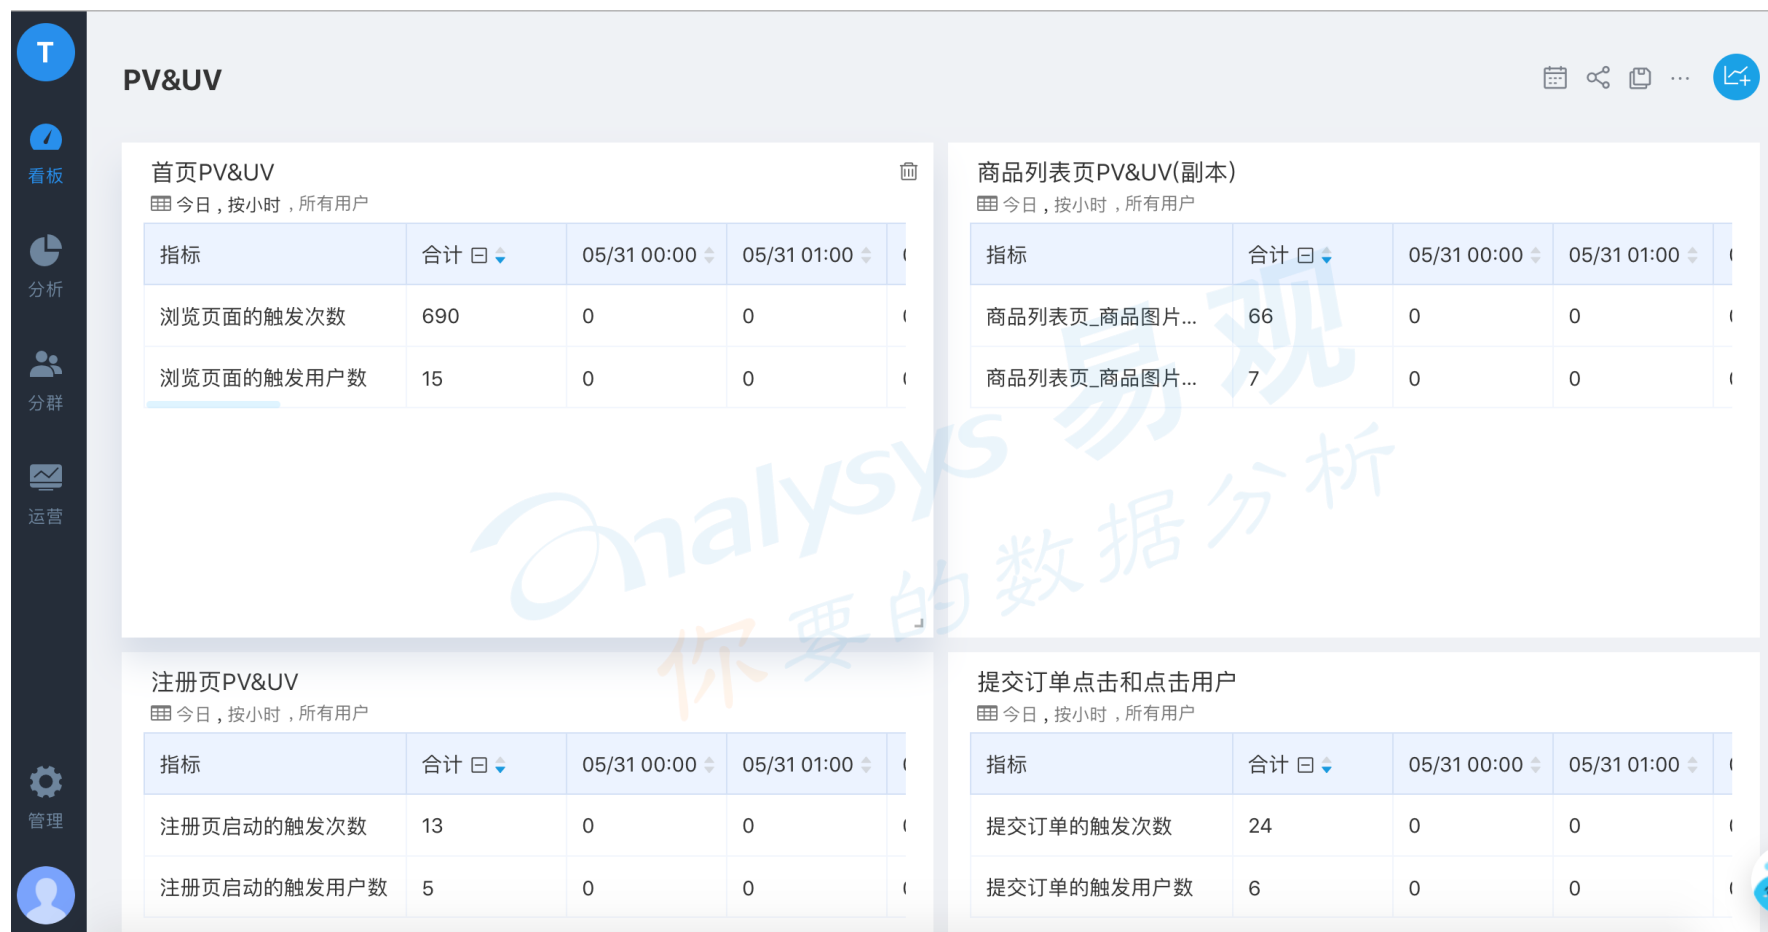 T
PV&UV
看板
分析
分群
运营
管理
首页PV&UV
今日 , 按小时 , 所有用户
指标 合计 05/31 00:00 05/31 01:00
浏览页面的触发次数 690 0 0
浏览页面的触发用户数 15 0 0
商品列表页PV&UV(副本)
今日 , 按小时 , 所有用户
指标 合计 05/31 00:00 05/31 01:00
商品列表页_商品图片... 66 0 0
商品列表页_商品图片... 7 0 0
Analysys 易观
你要的数据分析
注册页PV&UV
今日 , 按小时 , 所有用户
指标 合计 05/31 00:00 05/31 01:00
注册页启动的触发次数 13 0 0
注册页启动的触发用户数 5 0 0
提交订单点击和点击用户
今日 , 按小时 , 所有用户
指标 合计 05/31 00:00 05/31 01:00
提交订单的触发次数 24 0 0
提交订单的触发用户数 6 0 0